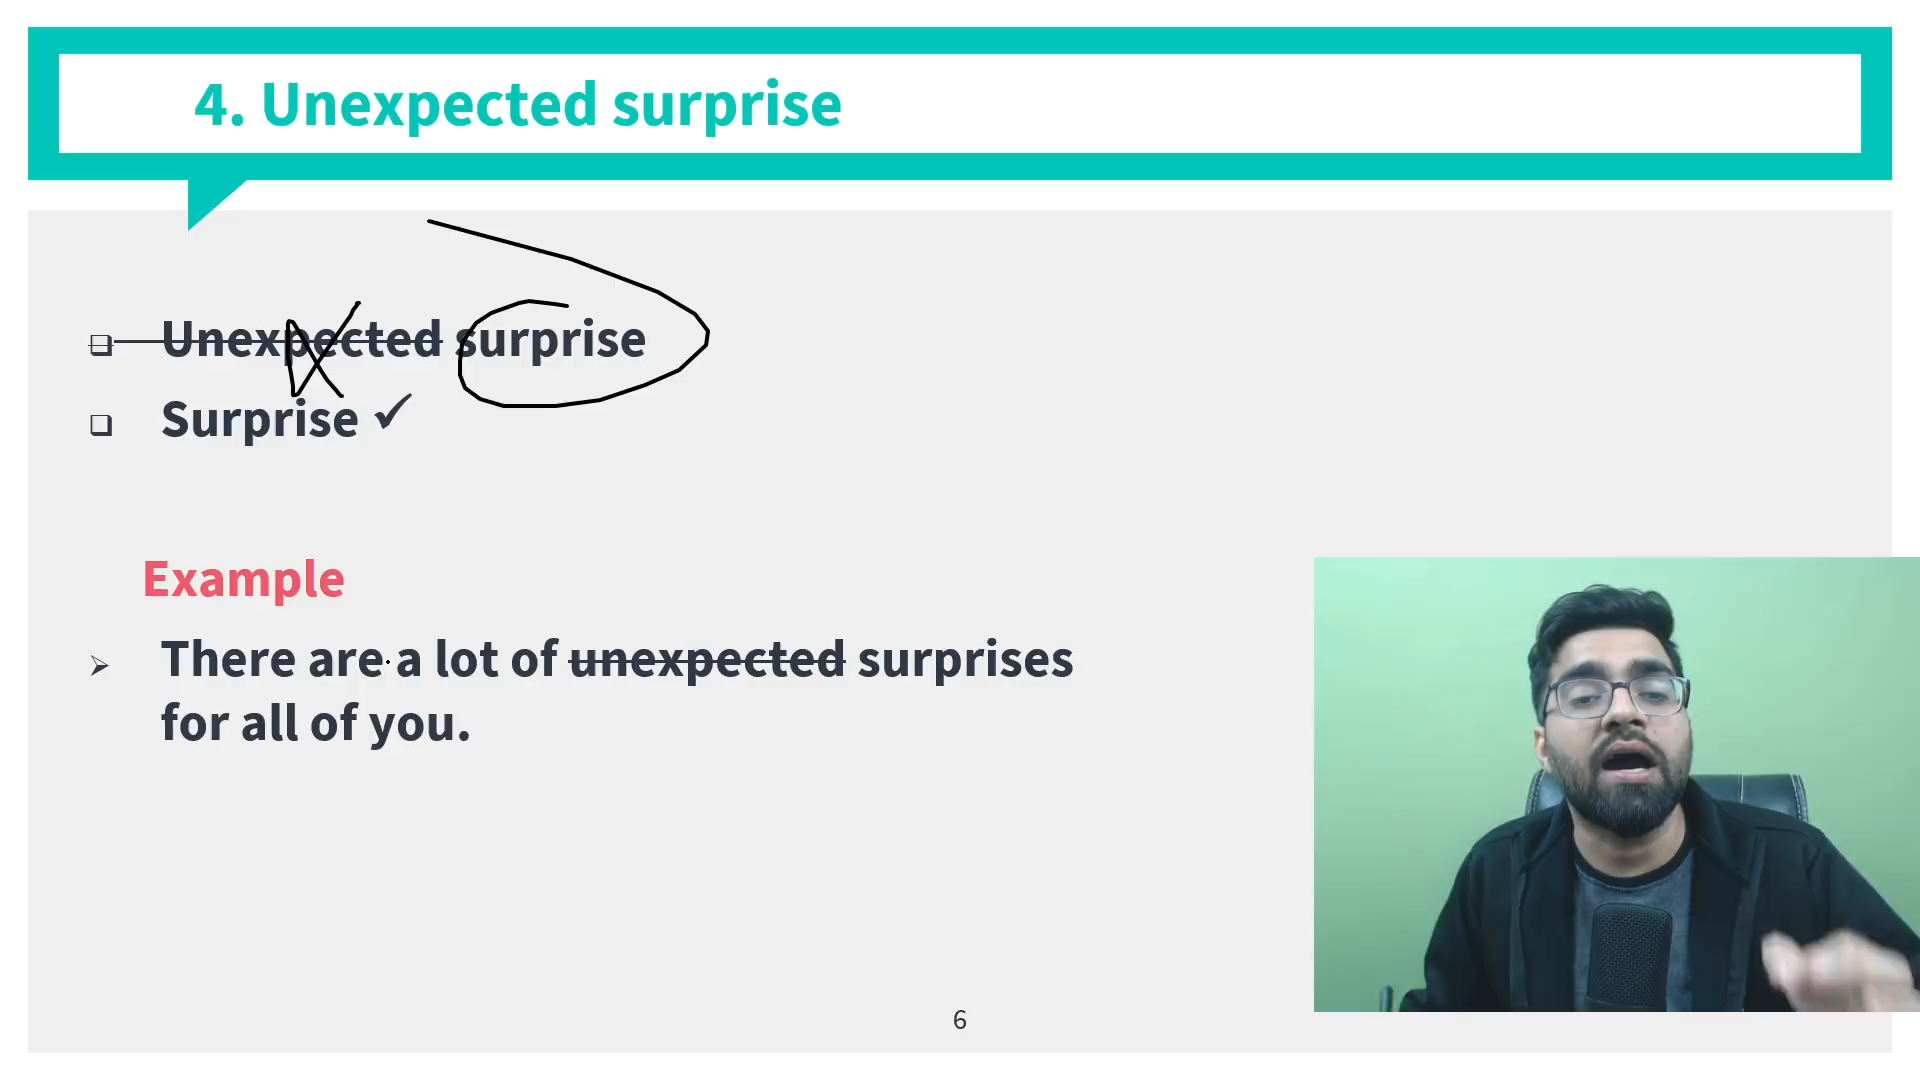 4. Unexpected surprise
Unexpected surprise
Surprise ✓
Example
There are a lot of unexpected surprises
for all of you.
6